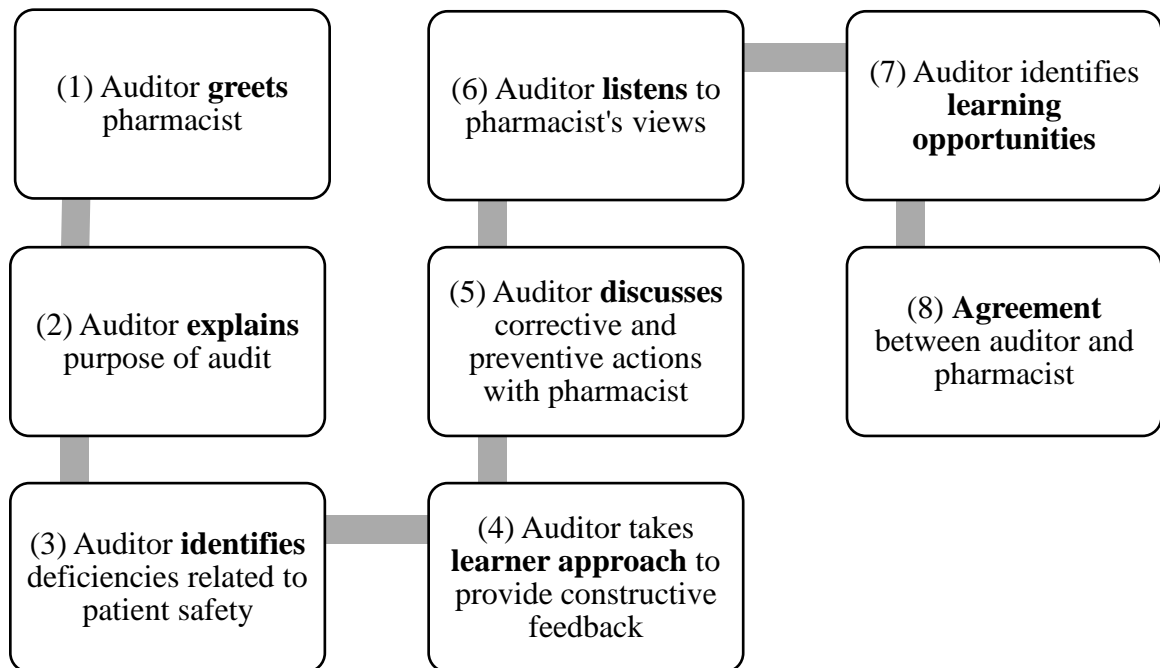 (1) Auditor greets
pharmacist
(2) Auditor explains
purpose of audit
(3) Auditor identifies
deficiencies related to
patient safety
(4) Auditor takes
learner approach to
provide constructive
feedback
(5) Auditor discusses
corrective and
preventive actions
with pharmacist
(6) Auditor listens to
pharmacist's views
(7) Auditor identifies
learning
opportunities
(8) Agreement
between auditor and
pharmacist